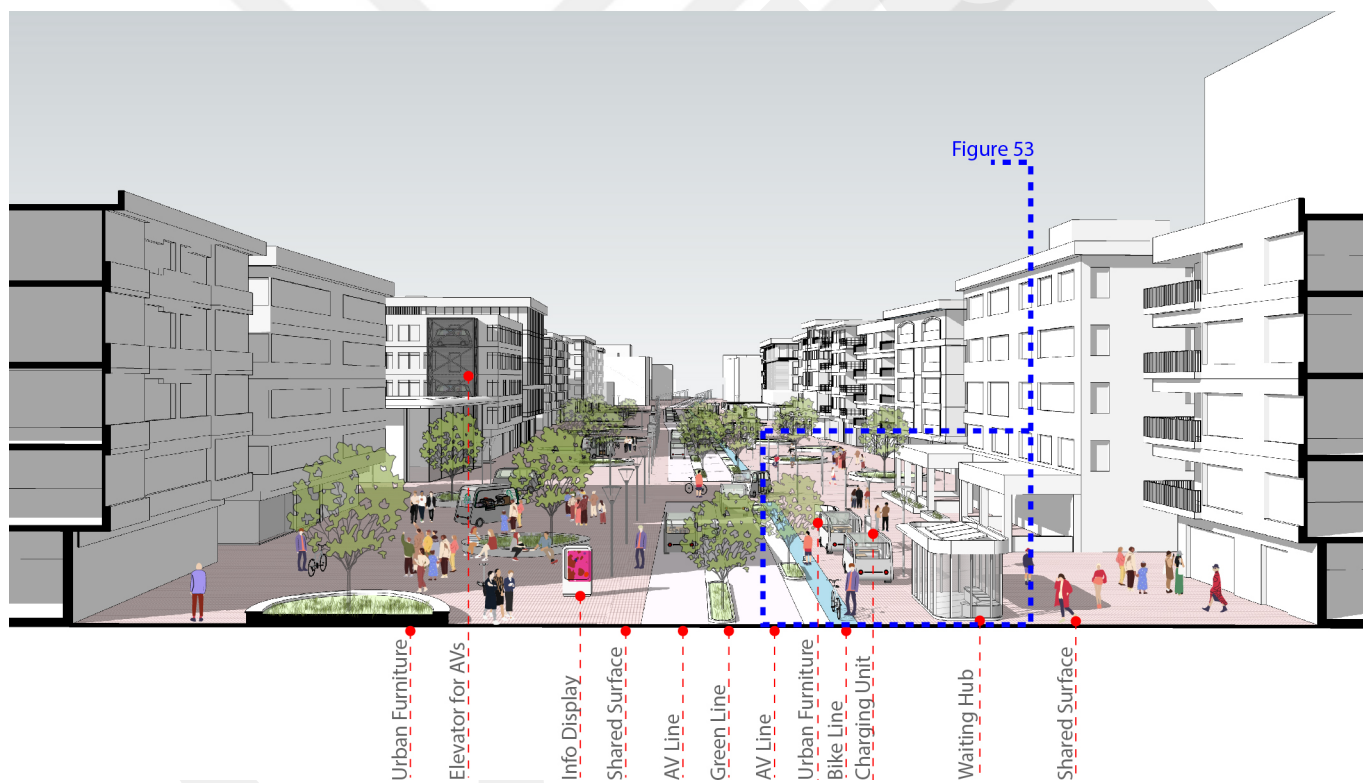 Figure 53
Urban Furniture
Elevator for AVs
Info Display
Shared Surface
AV Line
Green Line
AV Line
Urban Furniture
Bike Line
Charging Unit
Waiting Hub
Shared Surface